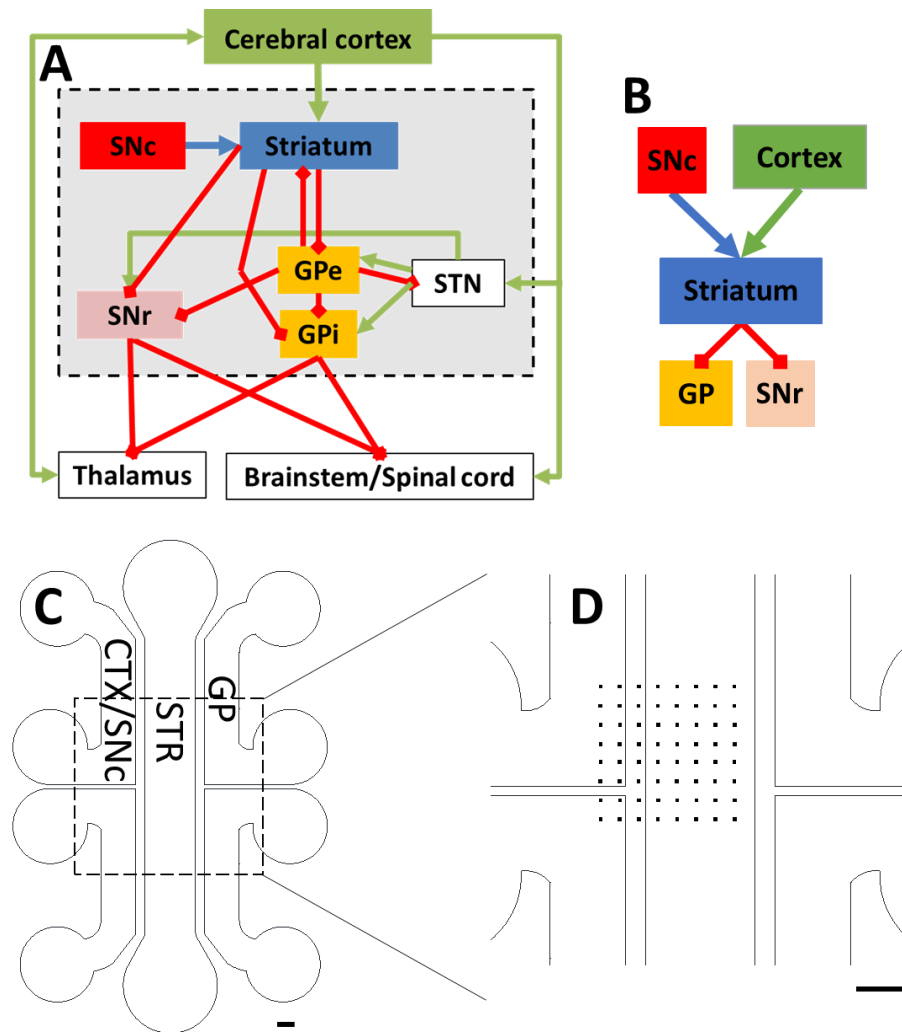 A
Cerebral cortex
SNc
Striatum
GPe
STN
SNr
GPi
Thalamus
Brainstem/Spinal cord
B
SNc
Cortex
Striatum
GP
SNr
C
CTX/SNc
STR
GP
D